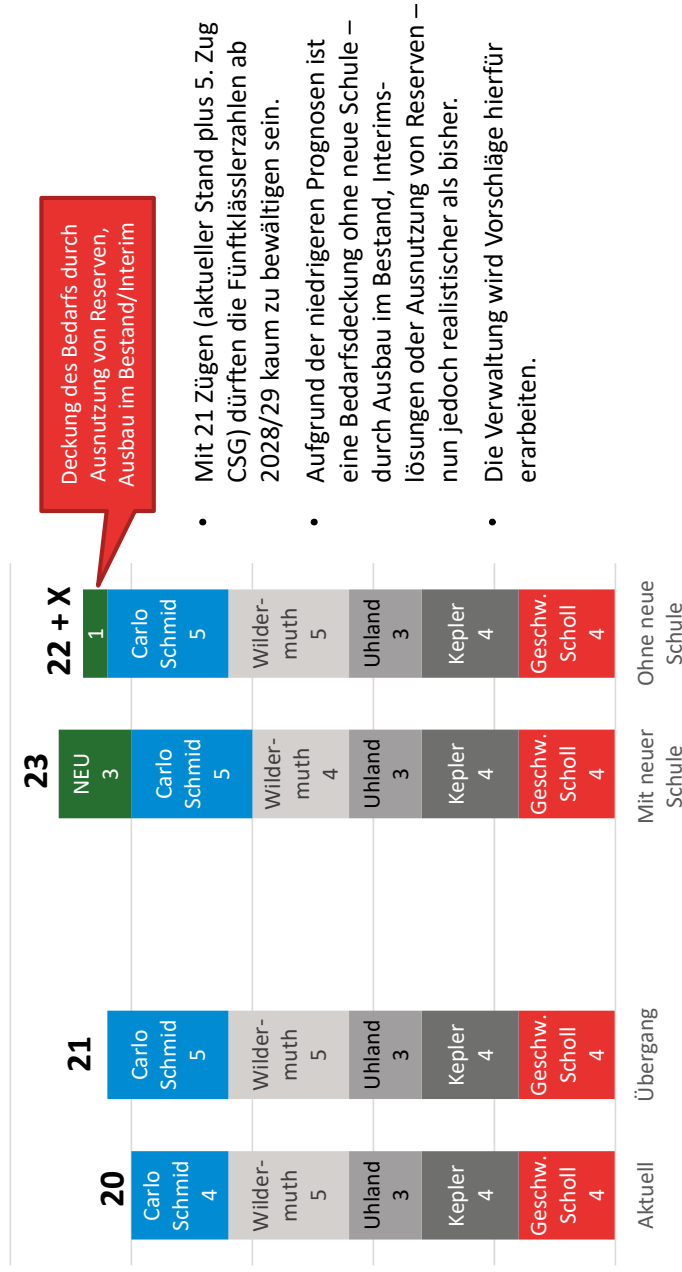 20
Carlo
Schmid
4
Wilder-
muth
5
Uhland
3
Kepler
4
Geschw.
Scholl
4
Aktuell
21
Carlo
Schmid
5
Wilder-
muth
5
Uhland
3
Kepler
4
Geschw.
Scholl
4
Übergang
23
NEU
3
Carlo
Schmid
5
Wilder-
muth
4
Uhland
3
Kepler
4
Geschw.
Scholl
4
Mit neuer
Schule
22 + X
1
Carlo
Schmid
5
Wilder-
muth
5
Uhland
3
Kepler
4
Geschw.
Scholl
4
Ohne neue
Schule
Deckung des Bedarfs durch
Ausnutzung von Reserven,
Ausbau im Bestand/Interim
• Mit 21 Zügen (aktueller Stand plus 5. Zug
CSG) dürften die Fünftklässlerzahlen ab
2028/29 kaum zu bewältigen sein.
• Aufgrund der niedrigeren Prognosen ist
eine Bedarfsdeckung ohne neue Schule –
durch Ausbau im Bestand, Interims-
lösungen oder Ausnutzung von Reserven –
nun jedoch realistischer als bisher.
• Die Verwaltung wird Vorschläge hierfür
erarbeiten.